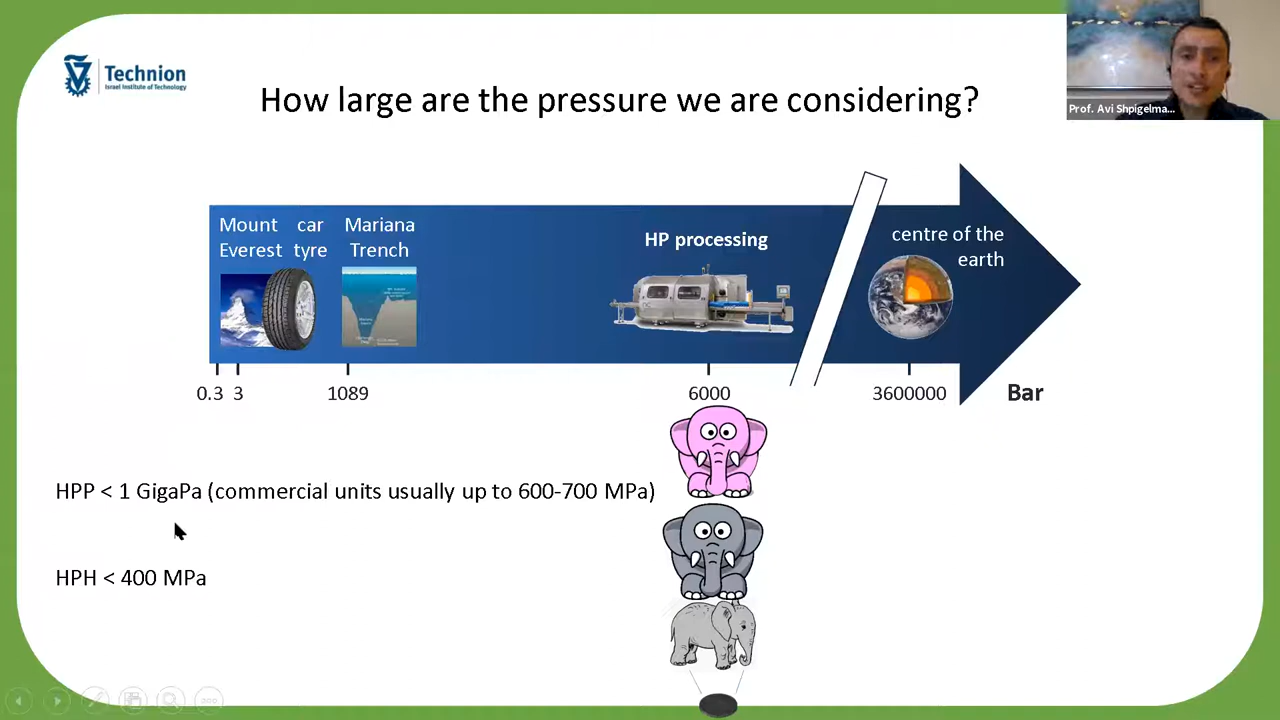 Technion
Israel Institute of Technology
How large are the pressure we are considering?
Prof. Avi Shpigelma...
Mount Everest
car tyre
Mariana Trench
HP processing
centre of the earth
0.3 3 1089 6000 3600000 Bar
HPP < 1 GigaPa (commercial units usually up to 600-700 MPa)
HPH < 400 MPa